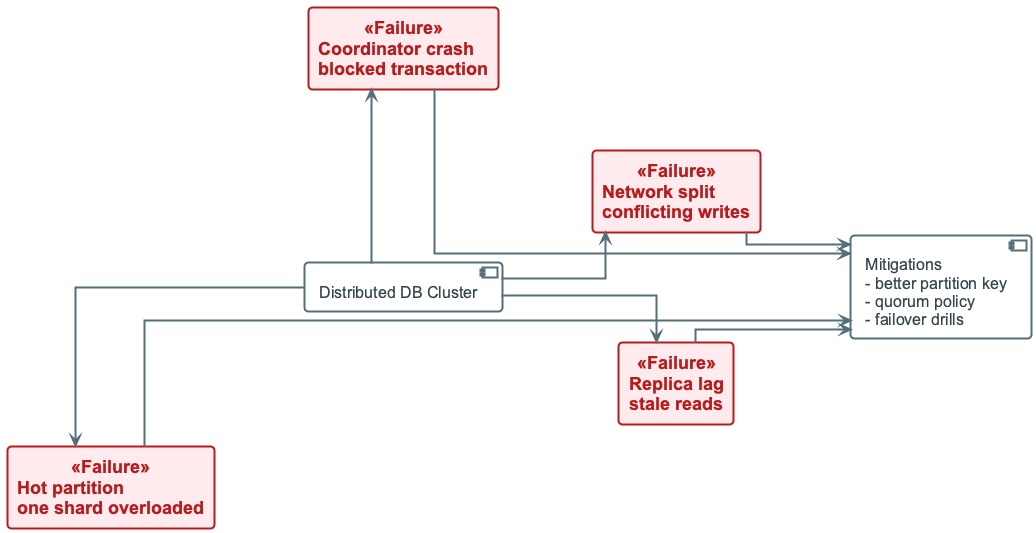 «Failure»
Coordinator crash
blocked transaction
«Failure»
Network split
conflicting writes
Distributed DB Cluster
Mitigations
- better partition key
- quorum policy
- failover drills
«Failure»
Replica lag
stale reads
«Failure»
Hot partition
one shard overloaded